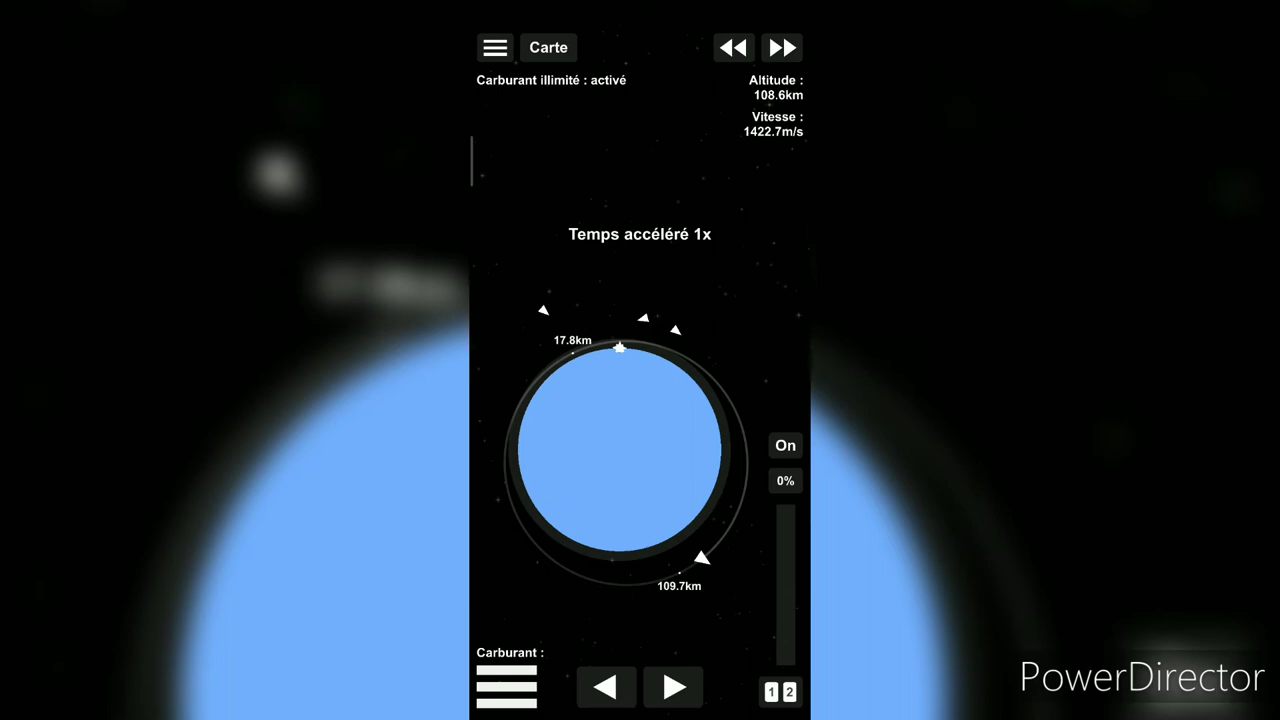 Carte
Carburant illimité : activé
Altitude :
108.6km
Vitesse :
1422.7m/s
Temps accéléré 1x
17.8km
On
0%
109.7km
Carburant :
1 2
PowerDirector